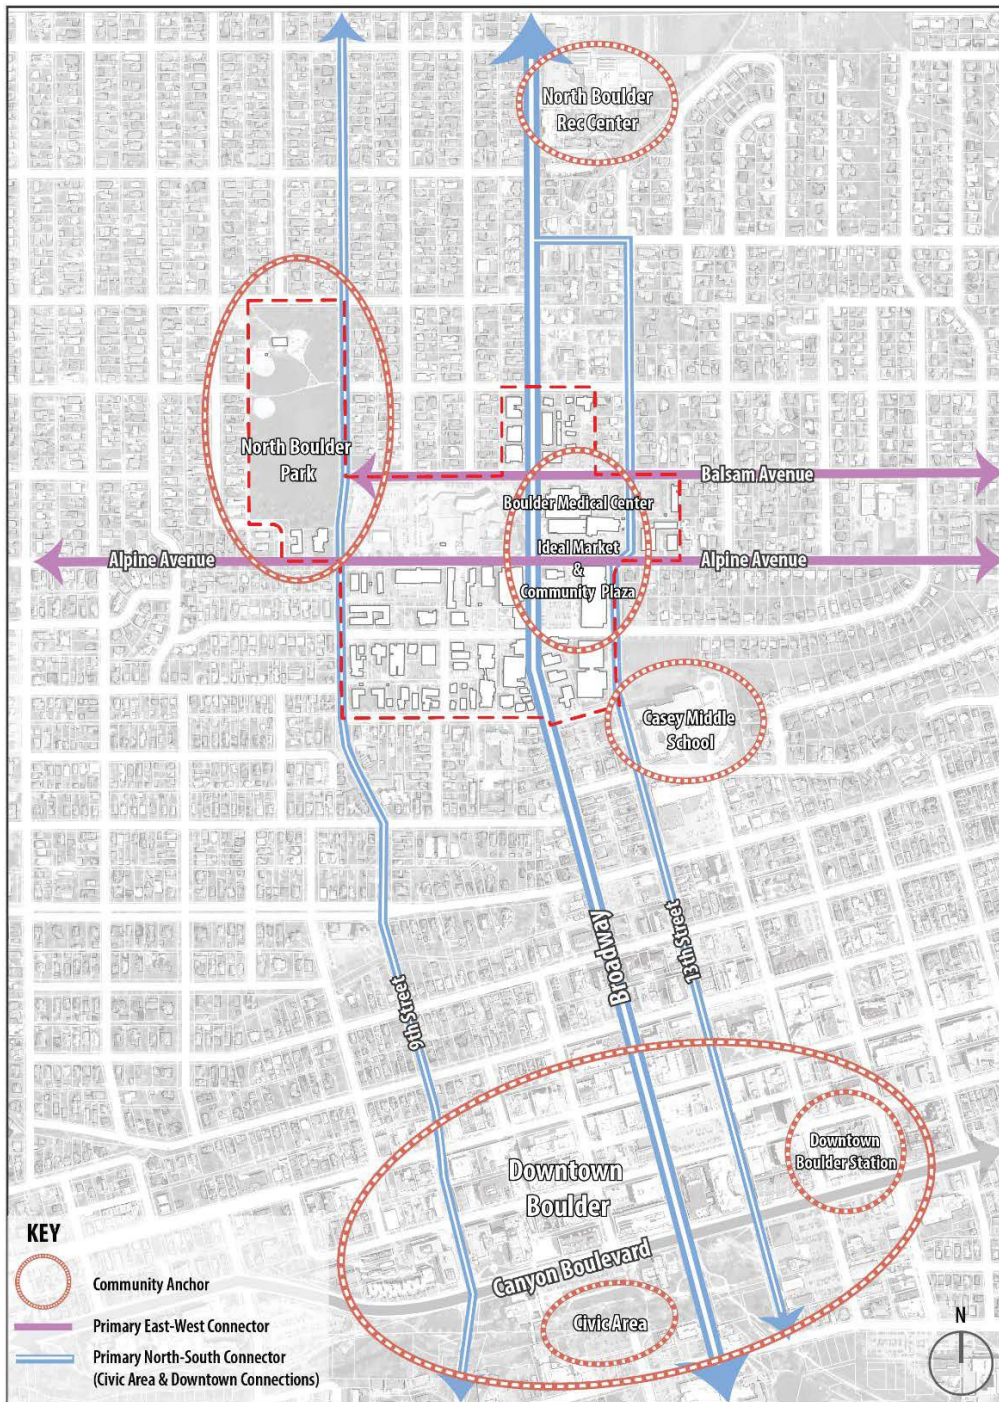 North Boulder
Rec Center
North Boulder
Park
Balsam Avenue
Boulder Medical Center
Alpine Avenue
Ideal Market
&
Community Plaza
Alpine Avenue
Casey Middle
School
Broadway
13th Street
9th Street
Downtown
Boulder Station
Downtown
Boulder
Canyon Boulevard
Civic Area
KEY
Community Anchor
Primary East-West Connector
Primary North-South Connector
(Civic Area & Downtown Connections)
N